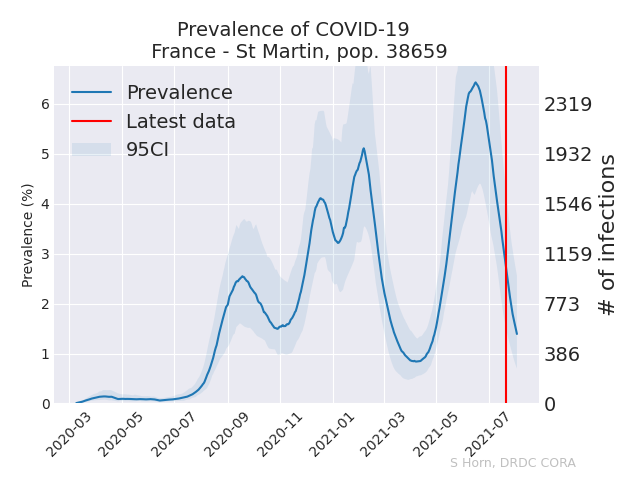 Prevalence of COVID-19
France - St Martin, pop. 38659
Prevalence
Latest data
95CI
Prevalence (%)
6
5
4
3
2
1
0
2319
1932
1546
1159
773
386
0
# of infections
2020-03
2020-05
2020-07
2020-09
2020-11
2021-01
2021-03
2021-05
2021-07
S Horn, DRDC CORA